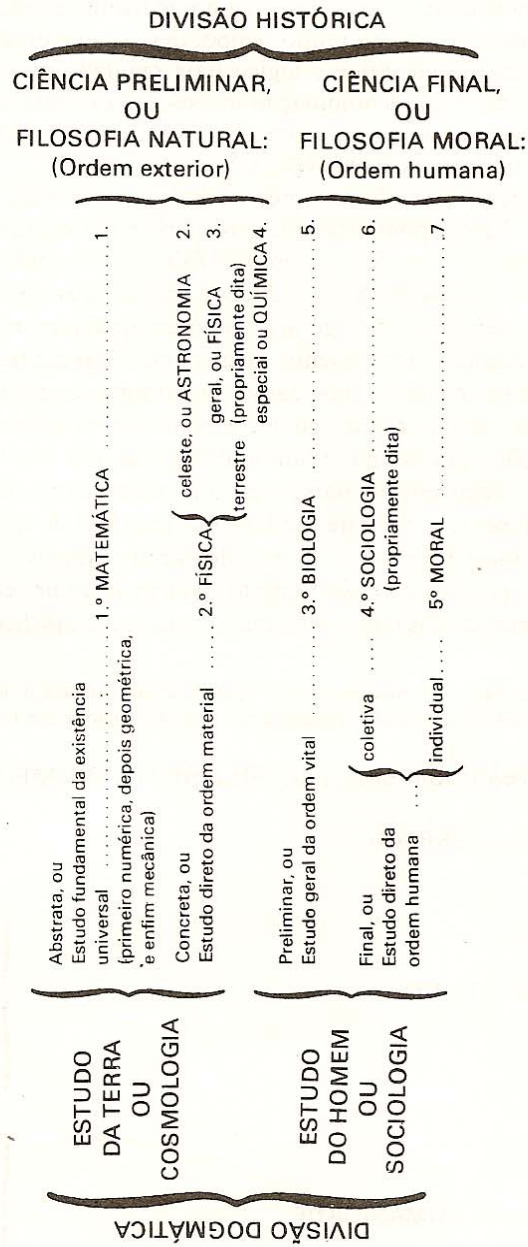 DIVISÃO HISTÓRICA
CIÊNCIA PRELIMINAR,
OU
FILOSOFIA NATURAL:
(Ordem exterior)
CIÊNCIA FINAL,
OU
FILOSOFIA MORAL:
(Ordem humana)
DIVISÃO DOGMÁTICA
ESTUDO
DA TERRA
OU
COSMOLOGIA
Abstrata, ou
Estudo fundamental da existência
universal .................... 1.º MATEMÁTICA .................... 1.
(primeiro numérica, depois geométrica,
e enfim mecânica)
Concreta, ou
Estudo direto da ordem material ...... 2.º FÍSICA
celeste, ou ASTRONOMIA 2.
terrestre (propriamente dita)
geral, ou FÍSICA 3.
especial ou QUÍMICA 4.
ESTUDO
DO HOMEM
OU
SOCIOLOGIA
Preliminar, ou
Estudo geral da ordem vital .............. 3.º BIOLOGIA .................... 5.
Final, ou
Estudo direto da
ordem humana ....
coletiva ..... 4.º SOCIOLOGIA .................... 6.
(propriamente dita)
individual ..... 5º MORAL .................... 7.